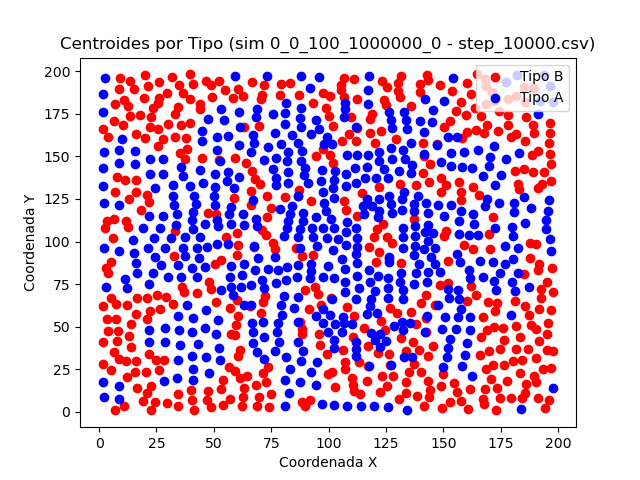 Centroides por Tipo (sim 0_0_100_1000000_0 - step_10000.csv)
Tipo B
Tipo A
200
175
150
125
100
75
50
25
0
Coordenada Y
0 25 50 75 100 125 150 175 200
Coordenada X